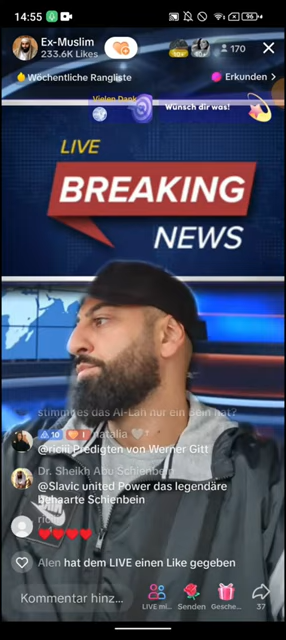 14:55
96
Ex-Muslim
233.6K Likes
170
Wöchentliche Rangliste
Erkunden >
Vielen Dank
Wünsch dir was!
LIVE
BREAKING
NEWS
stimmt es das Al-Lah nur ein Bein hat?
10 1 natalia
@riciii Predigten von Werner Gitt
Dr. Sheikh Abu Schienbein
@Slavic united Power das legendäre
behaarte Schienbein
Alen hat dem LIVE einen Like gegeben
Kommentar hinz...
LIVE mi...
Senden
Gesche...
37